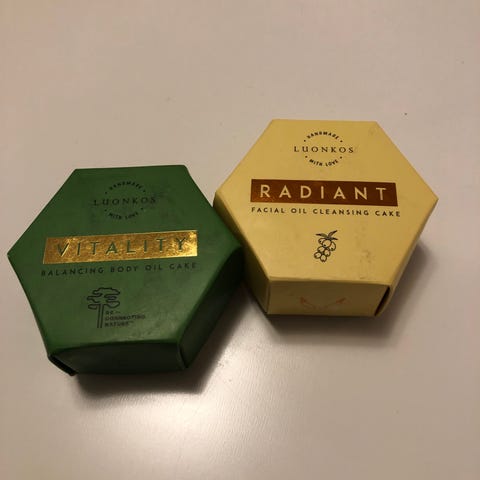 HANDMADE
LUONKOS
WITH LOVE
VITALITY
BALANCING BODY OIL CAKE
RE—
CONNECTING
NATURE™
HANDMADE
LUONKOS
WITH LOVE
RADIANT
FACIAL OIL CLEANSING CAKE